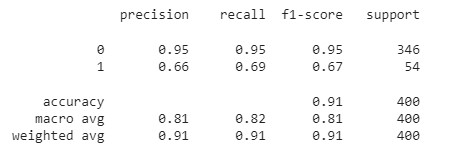 precision recall f1-score support
0 0.95 0.95 0.95 346
1 0.66 0.69 0.67 54
accuracy 0.91 400
macro avg 0.81 0.82 0.81 400
weighted avg 0.91 0.91 0.91 400